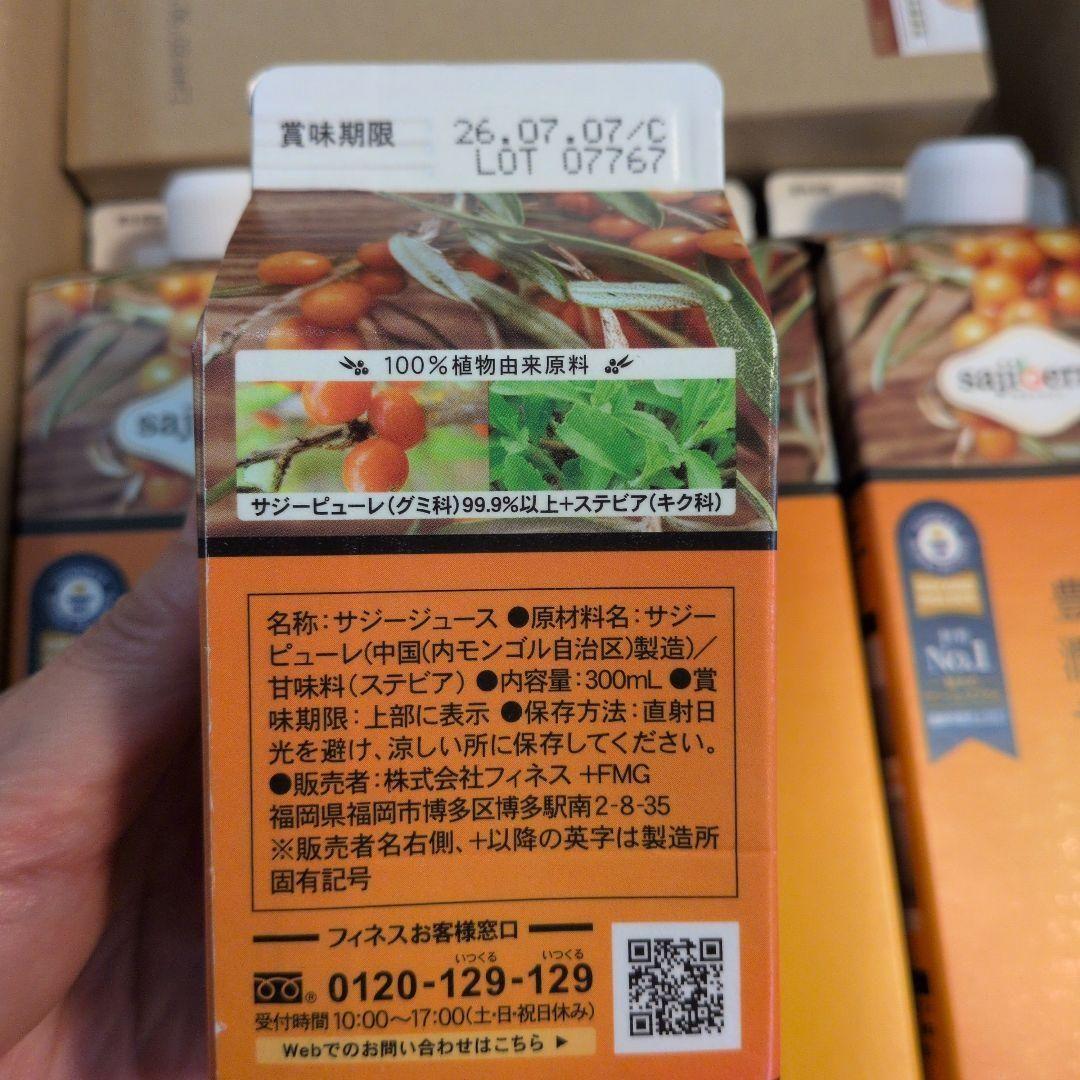 賞味期限 26.07.07/C
LOT 07767
100%植物由来原料
サジーピューレ(グミ科)99.9%以上+ステビア(キク科)
名称:サジージュース ●原材料名:サジー
ピューレ(中国(内モンゴル自治区)製造)/
甘味料(ステビア) ●内容量:300mL ●賞
味期限:上部に表示 ●保存方法:直射日
光を避け、涼しい所に保存してください。
●販売者:株式会社フィネス +FMG
福岡県福岡市博多区博多駅南2-8-35
※販売者名右側、+以降の英字は製造所
固有記号
フィネスお客様窓口
いつくる いつくる
0120-129-129
受付時間 10:00〜17:00(土・日・祝日休み)
Webでのお問い合わせはこちら ▶
saj
No.1
豊